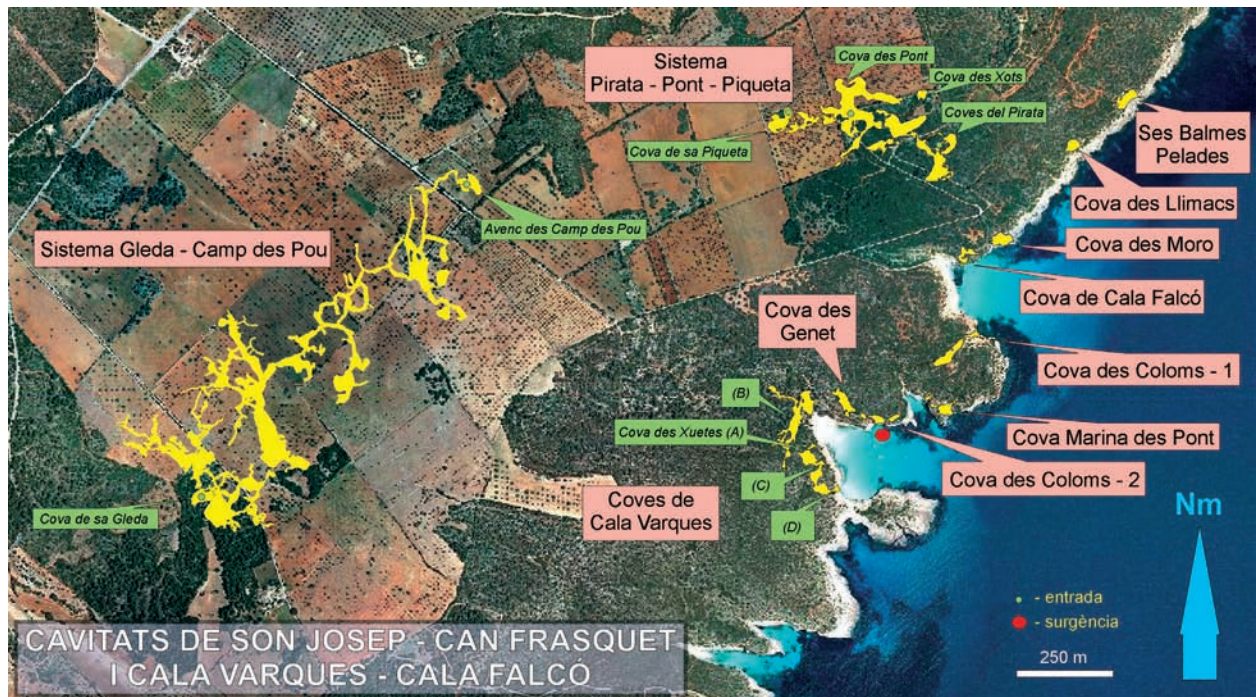 Cova des Pont
Sistema
Pirata - Pont - Piqueta
Cova des Xots
Coves del Pirata
Ses Balmes
Pelades
Cova de sa Piqueta
Cova des Llimacs
Avenc des Camp des Pou
Sistema Gleda - Camp des Pou
Cova des Moro
Cova de Cala Falcó
Cova des
Genet
Cova des Coloms - 1
(B)
Cova des Xuetes (A)
Cova Marina des Pont
Cova des Coloms - 2
(C)
Coves de
Cala Varques
(D)
Cova de sa Gleda
Nm
- entrada
- surgència
250 m
CAVITATS DE SON JOSEP - CAN FRASQUET
I CALA VARQUES - CALA FALCÓ